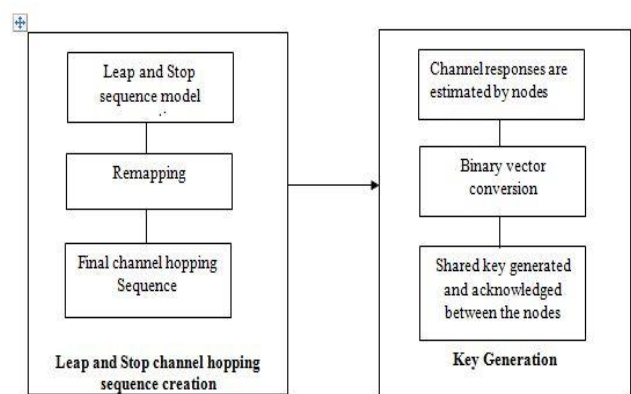 Leap and Stop
sequence model
Remapping
Final channel hopping
Sequence
Leap and Stop channel hopping
sequence creation
Channel responses are
estimated by nodes
Binary vector
conversion
Shared key generated
and acknowledged
between the nodes
Key Generation